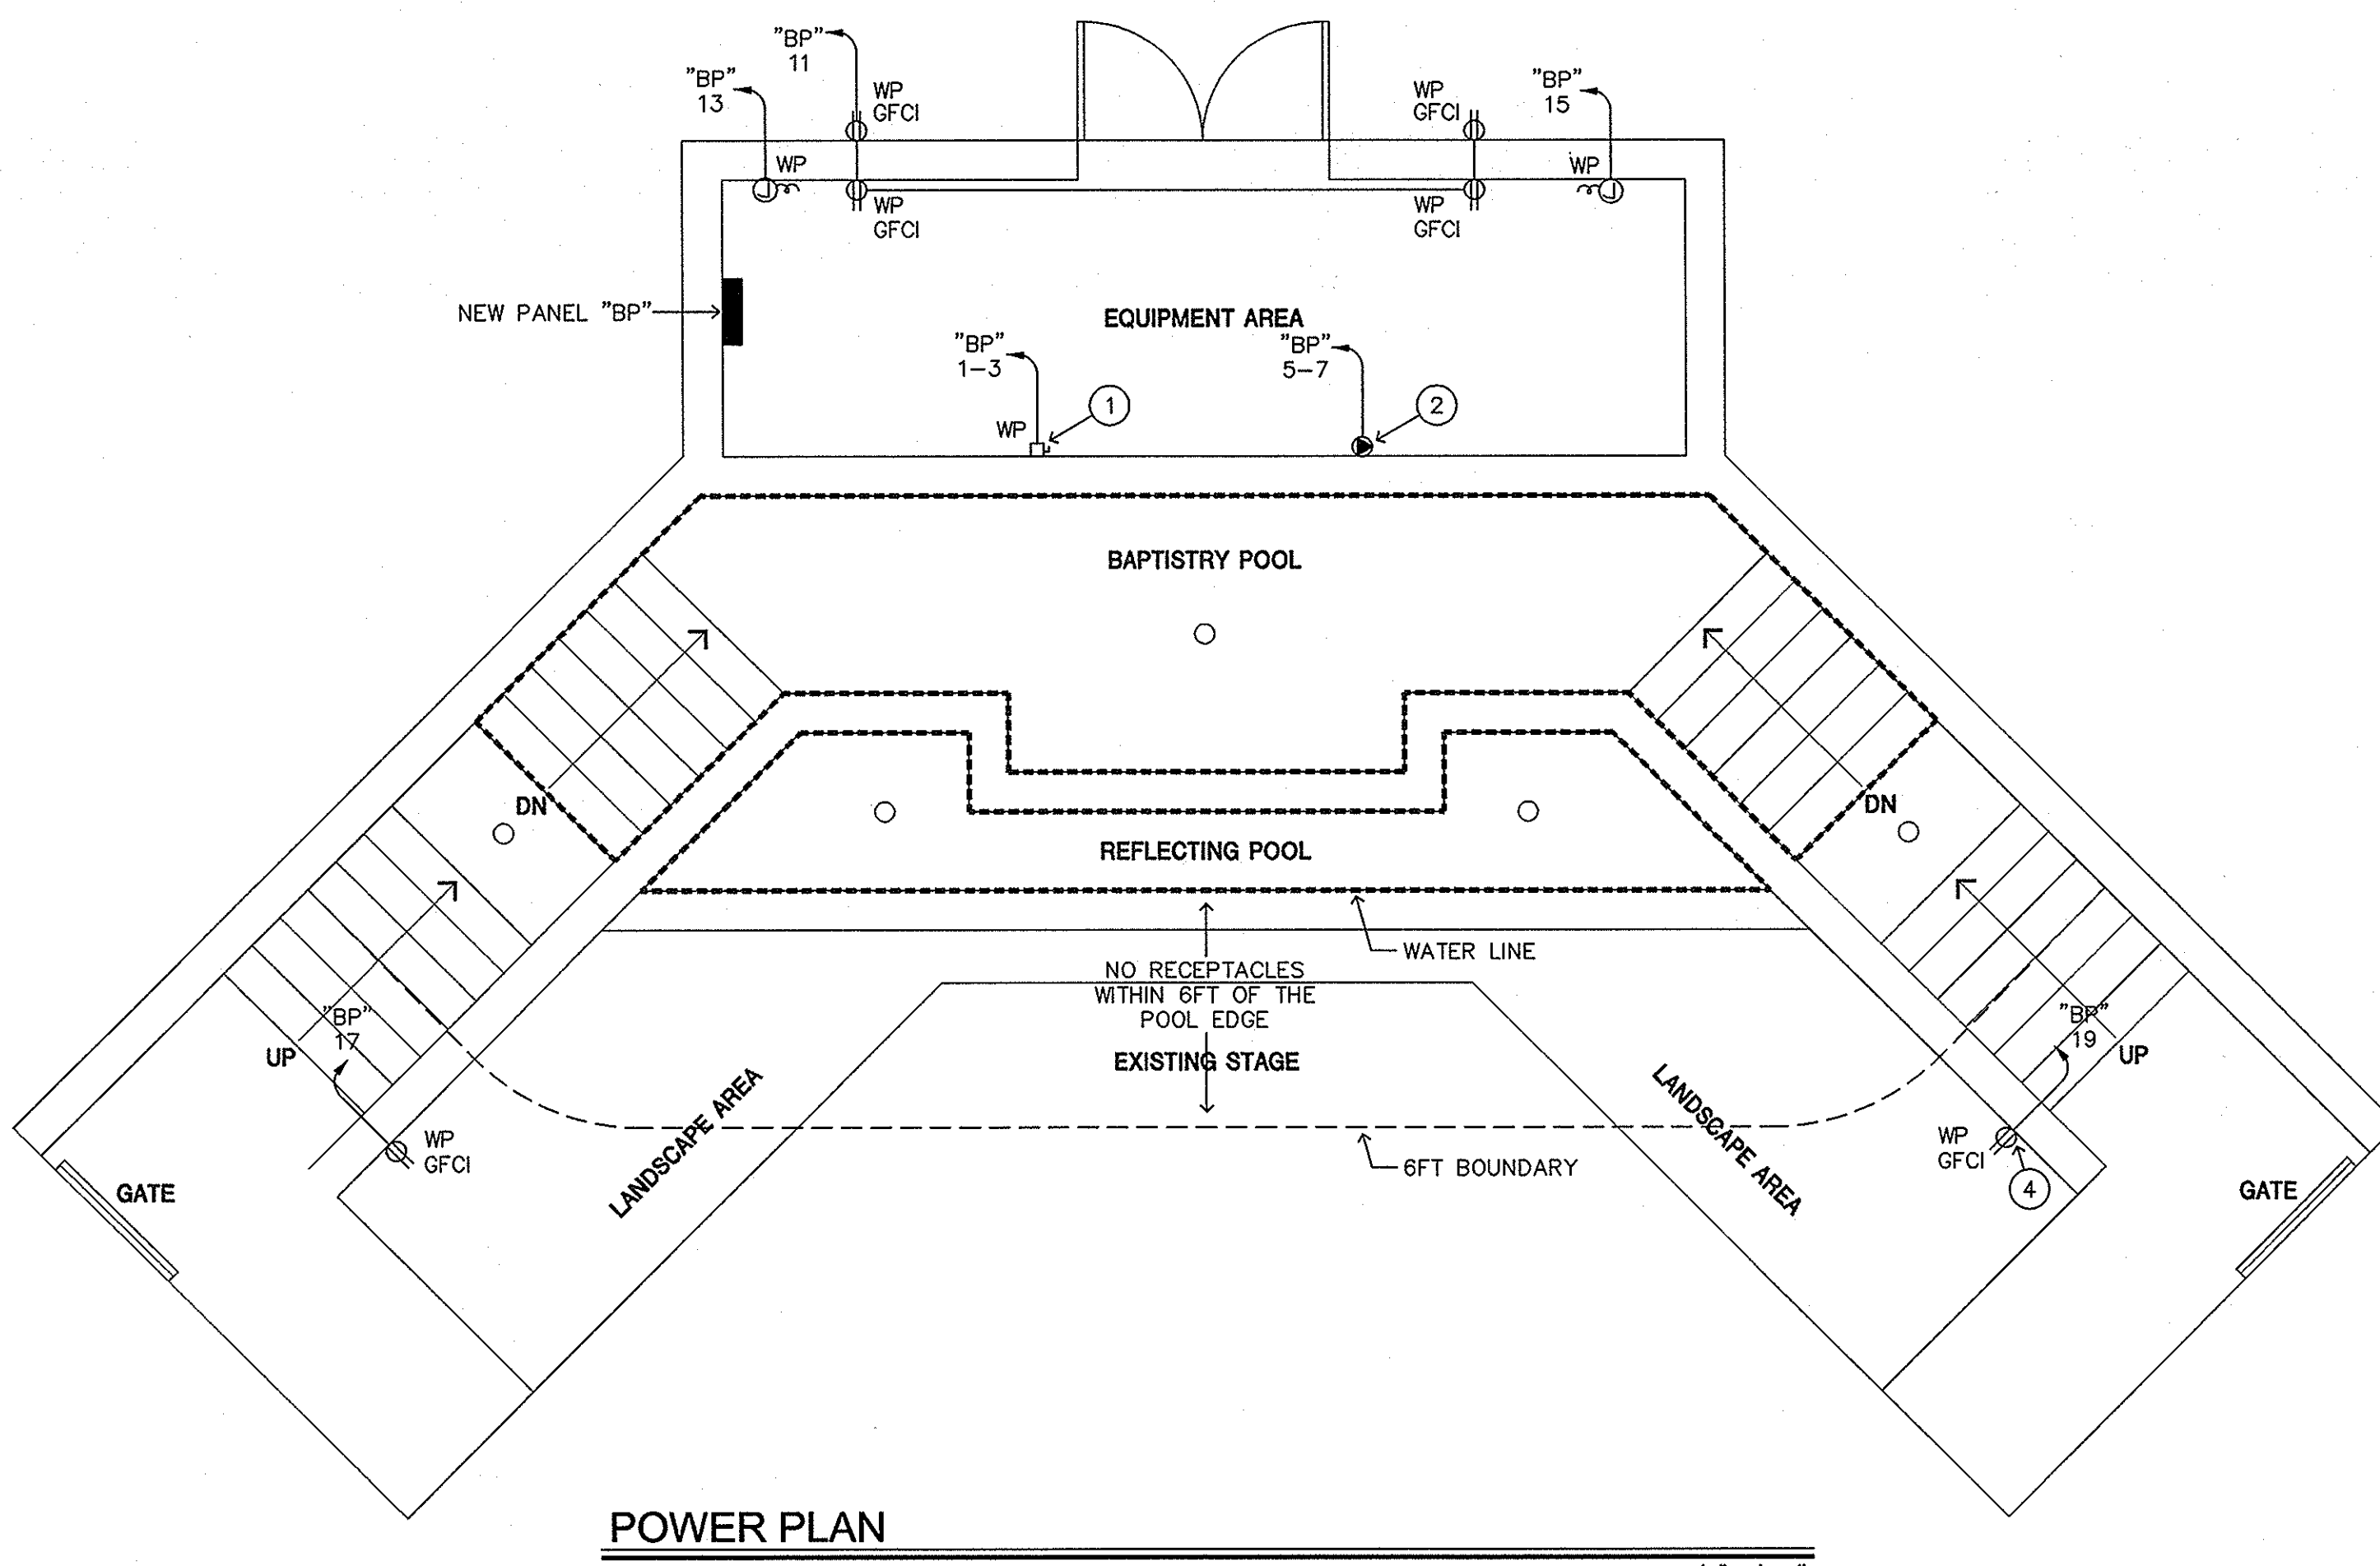 "BP"
11
"BP"
13
WP
GFCI
WP
GFCI
"BP"
15
WP
WP
WP
GFCI
WP
GFCI
NEW PANEL "BP"
EQUIPMENT AREA
"BP"
1-3
"BP"
5-7
1
2
WP
BAPTISTRY POOL
DN
DN
REFLECTING POOL
WATER LINE
NO RECEPTACLES
WITHIN 6FT OF THE
POOL EDGE
EXISTING STAGE
"BP"
17
UP
"BP"
19
UP
LANDSCAPE AREA
LANDSCAPE AREA
WP
GFCI
WP
GFCI
6FT BOUNDARY
4
GATE
GATE
POWER PLAN